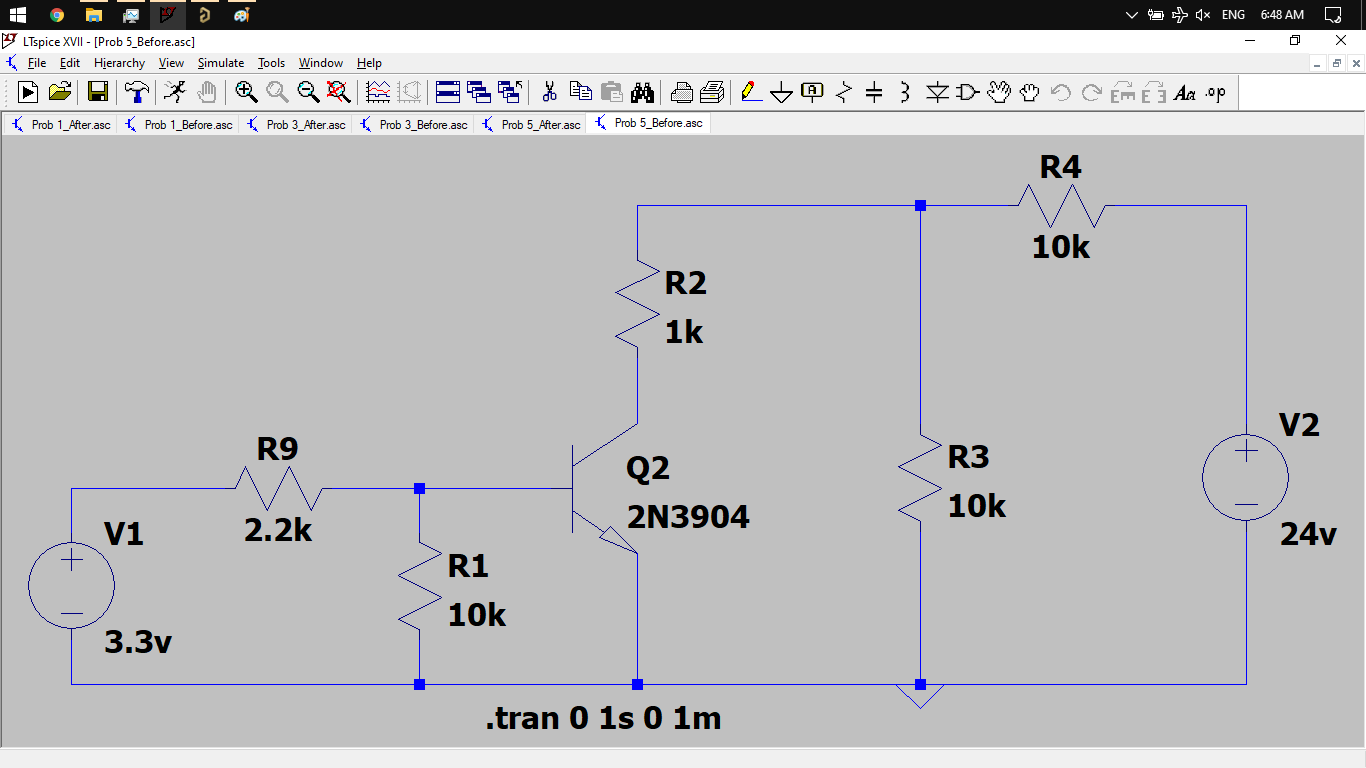 ENG 6:48 AM
LTspice XVII - [Prob 5_Before.asc]
File Edit Hierarchy View Simulate Tools Window Help
Aa .op
Prob 1_After.asc Prob 1_Before.asc Prob 3_After.asc Prob 3_Before.asc Prob 5_After.asc Prob 5_Before.asc
R4
10k
R2
1k
R9
2.2k
Q2
2N3904
R3
10k
V2
24v
V1
3.3v
R1
10k
.tran 0 1s 0 1m